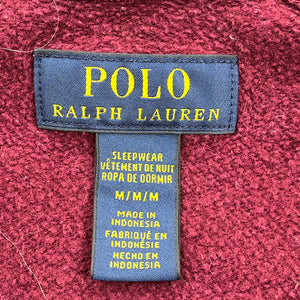 POLO
RALPH LAUREN
SLEEPWEAR
VÊTEMENT DE NUIT
ROPA DE DORMIR
M/M/M
MADE IN
INDONESIA
FABRIQUÉ EN
INDONÉSIE
HECHO EN
INDONESIA